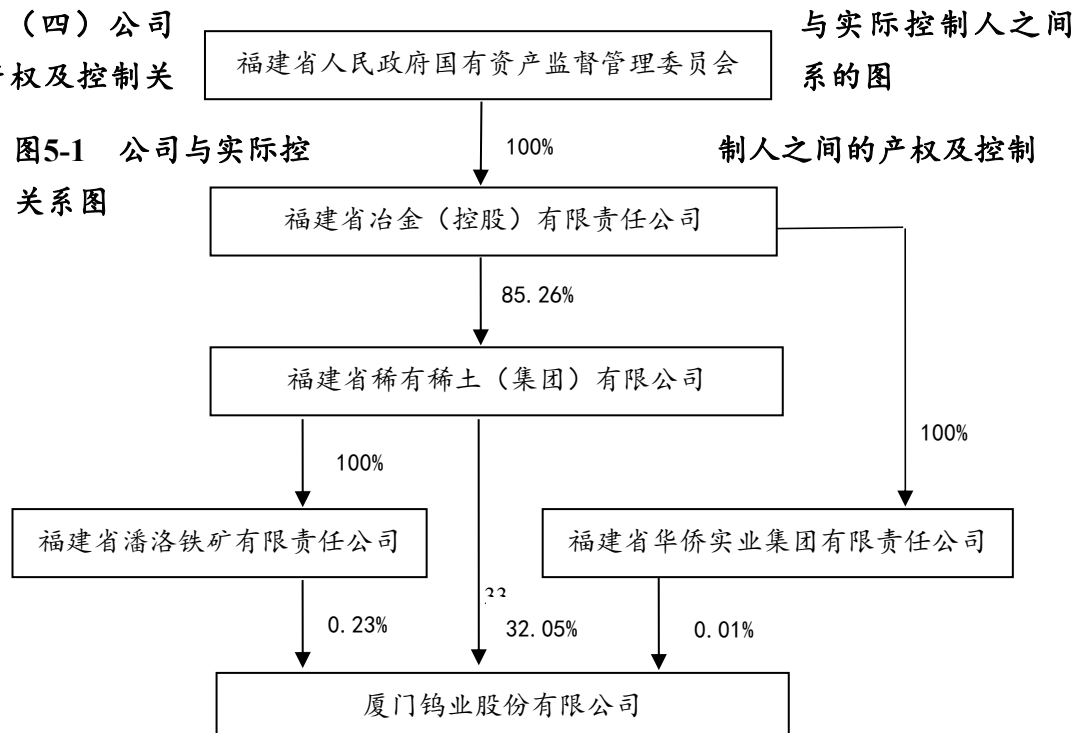 （四）公司
与实际控制人之间
权及控制关
系的图
福建省人民政府国有资产监督管理委员会
图5-1 公司与实际控
制人之间的产权及控制
关系图
100%
福建省冶金（控股）有限责任公司
85.26%
福建省稀有稀土（集团）有限公司
100%
100%
福建省潘洛铁矿有限责任公司
福建省华侨实业集团有限责任公司
0.23%
32.05%
0.01%
厦门钨业股份有限公司